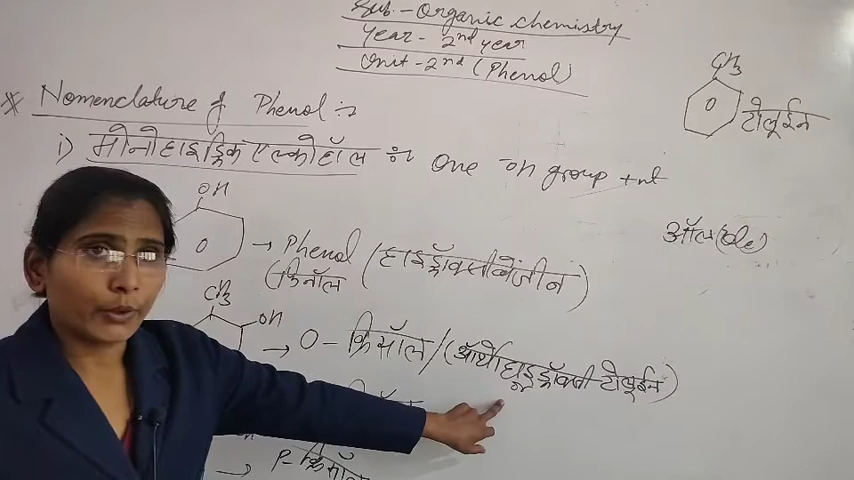 Sub.- Organic chemistry
Year - 2nd year
Unit - 2nd (Phenol)
* Nomenclature of Phenol :-
i) मोनोहाइड्रिक एल्कोहॉल :- One OH group +nt
CH3
टोलूईन
ऑल(ole)
OH
→ Phenol (हाइड्रॉक्सीबेंजीन)
(फिनॉल
CH3
OH
→ O- क्रिसॉल/(ऑर्थोहाइड्रॉक्सी टोलूईन)
→ P- क्रिसॉल